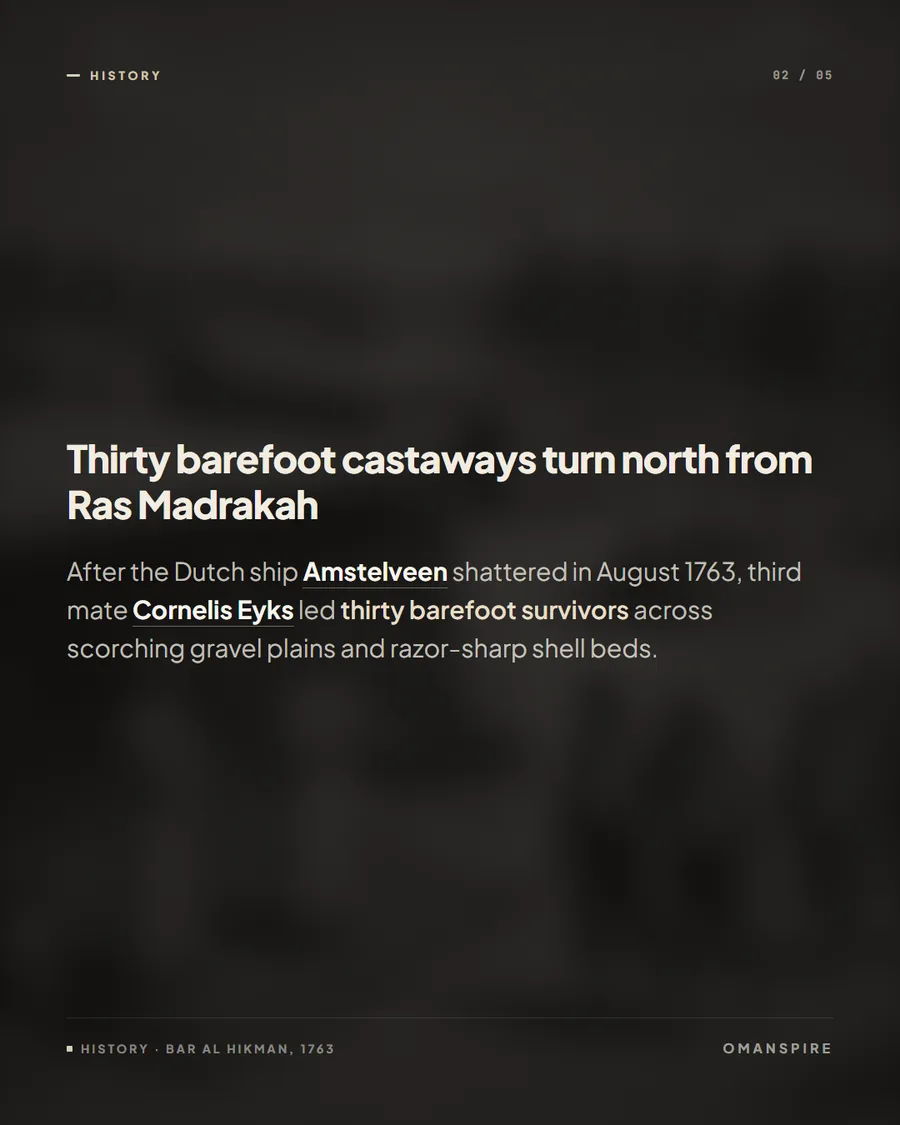 — HISTORY
02 / 05
Thirty barefoot castaways turn north from
Ras Madrakah
After the Dutch ship Amstelveen shattered in August 1763, third
mate Cornelis Eyks led thirty barefoot survivors across
scorching gravel plains and razor-sharp shell beds.
HISTORY · BAR AL HIKMAN, 1763
OMANSPIRE